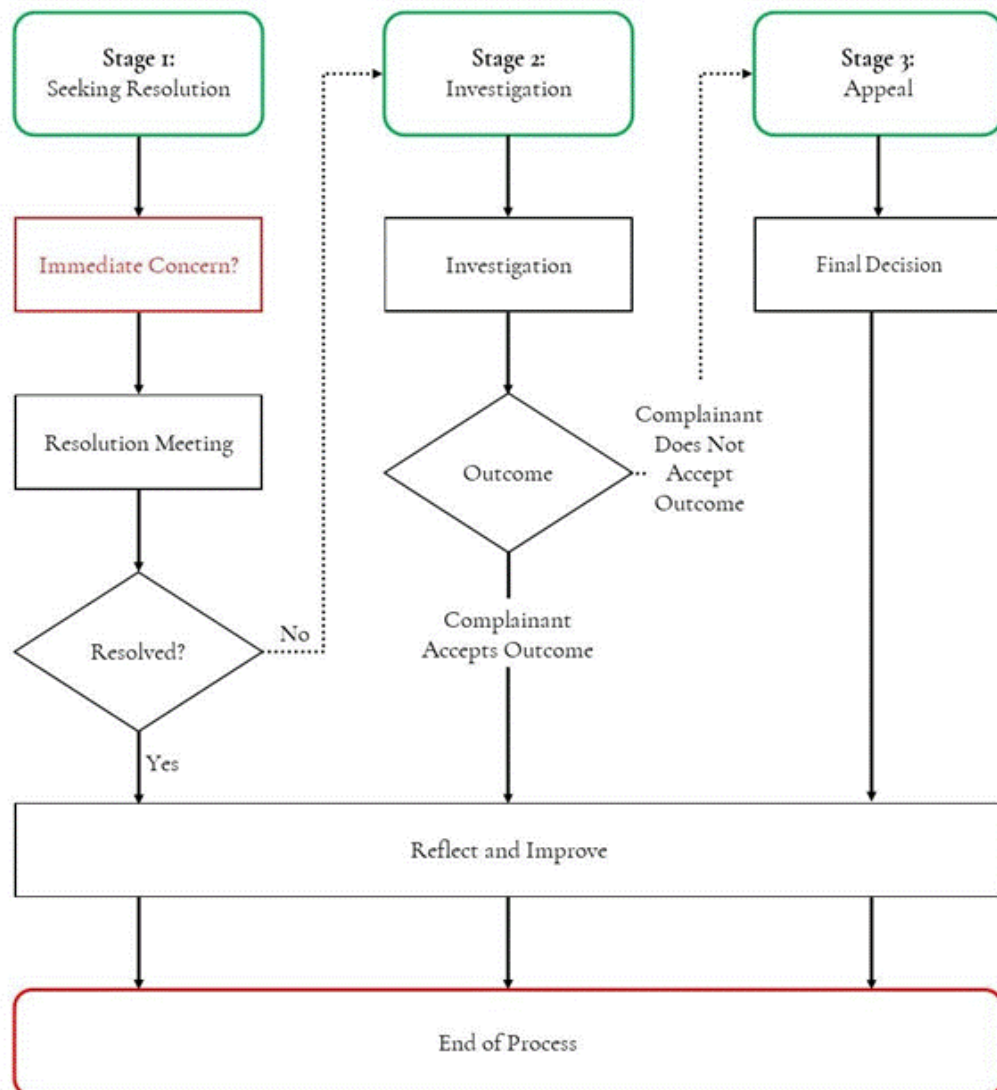 Stage 1:
Seeking Resolution
Immediate Concern?
Resolution Meeting
Resolved?
No
Yes
Stage 2:
Investigation
Investigation
Outcome
Complainant
Does Not
Accept
Outcome
Complainant
Accepts Outcome
Stage 3:
Appeal
Final Decision
Reflect and Improve
End of Process